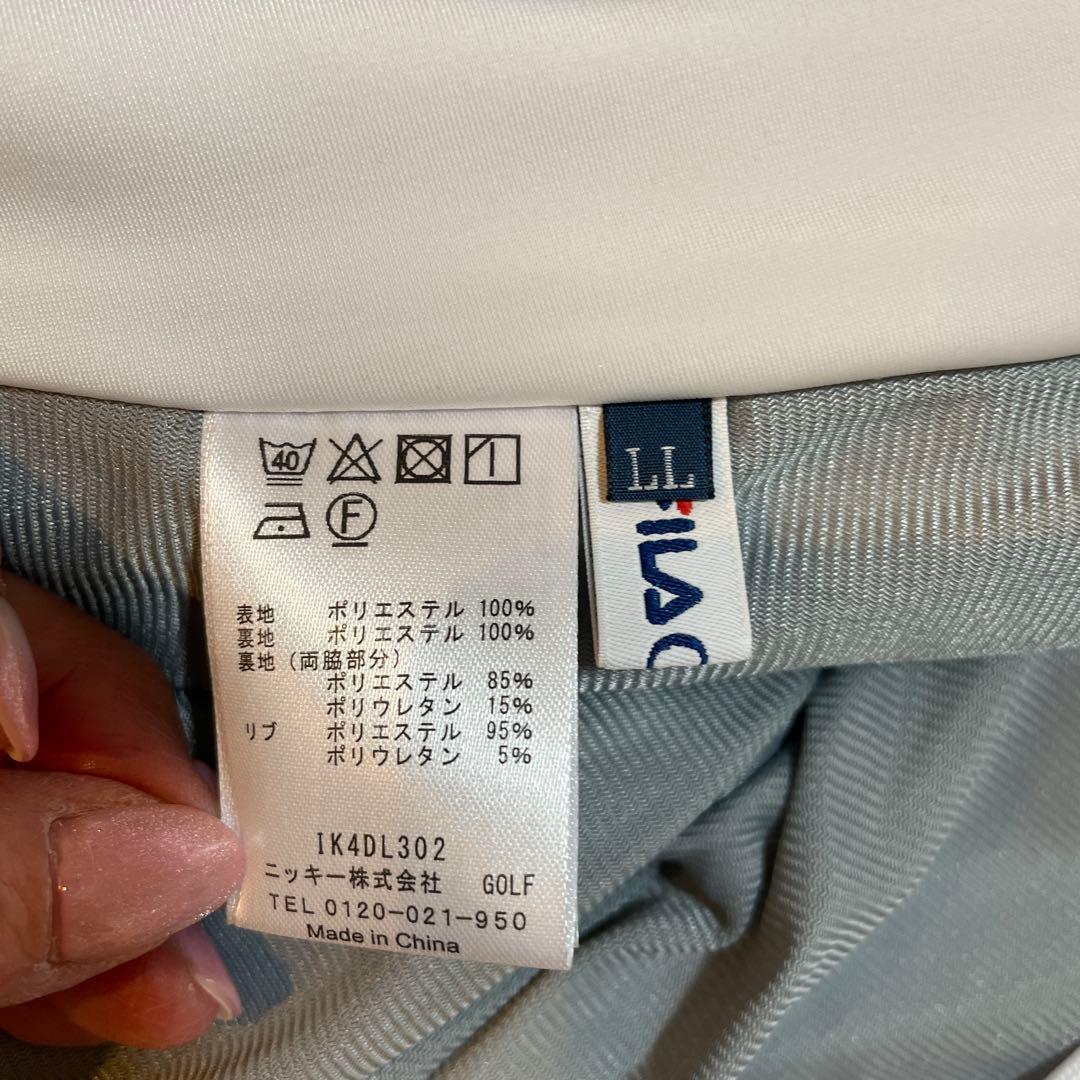 40
F
表地 ポリエステル 100%
裏地 ポリエステル 100%
裏地（両脇部分）
ポリエステル 85%
ポリウレタン 15%
リブ ポリエステル 95%
ポリウレタン 5%
IK4DL302
ニッキー株式会社 GOLF
TEL 0120-021-950
Made in China
LL
FILA G